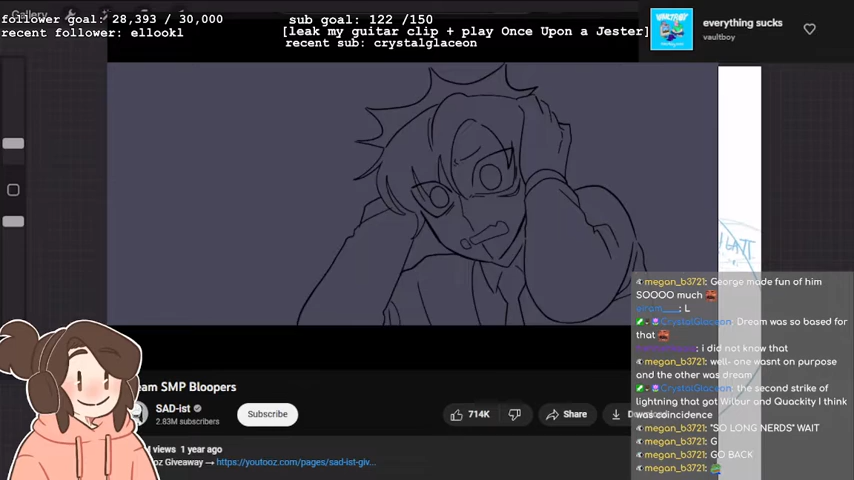 Gallery
follower goal: 28,393 / 30,000
recent follower: ellookl
sub goal: 122 /150
[leak my guitar clip + play Once Upon a Jester]
recent sub: crystalglaceon
everything sucks
vaultboy
megan_b3721: George made fun of him
SOOOO much
: L
CrystalGlaceon: Dream was so based for
that
: i did not know that
megan_b3721: well- one wasnt on purpose
and the other was dream
CrystalGlaceon: the second strike of
lightning that got Wilbur and Quackity I think
was coincidence
megan_b3721: "SO LONG NERDS" WAIT
megan_b3721: G
megan_b3721: GO BACK
megan_b3721:
eam SMP Bloopers
SAD-ist
2.83M subscribers
Subscribe
714K
Share
views 1 year ago
oz Giveaway → https://youtooz.com/pages/sad-ist-giv...